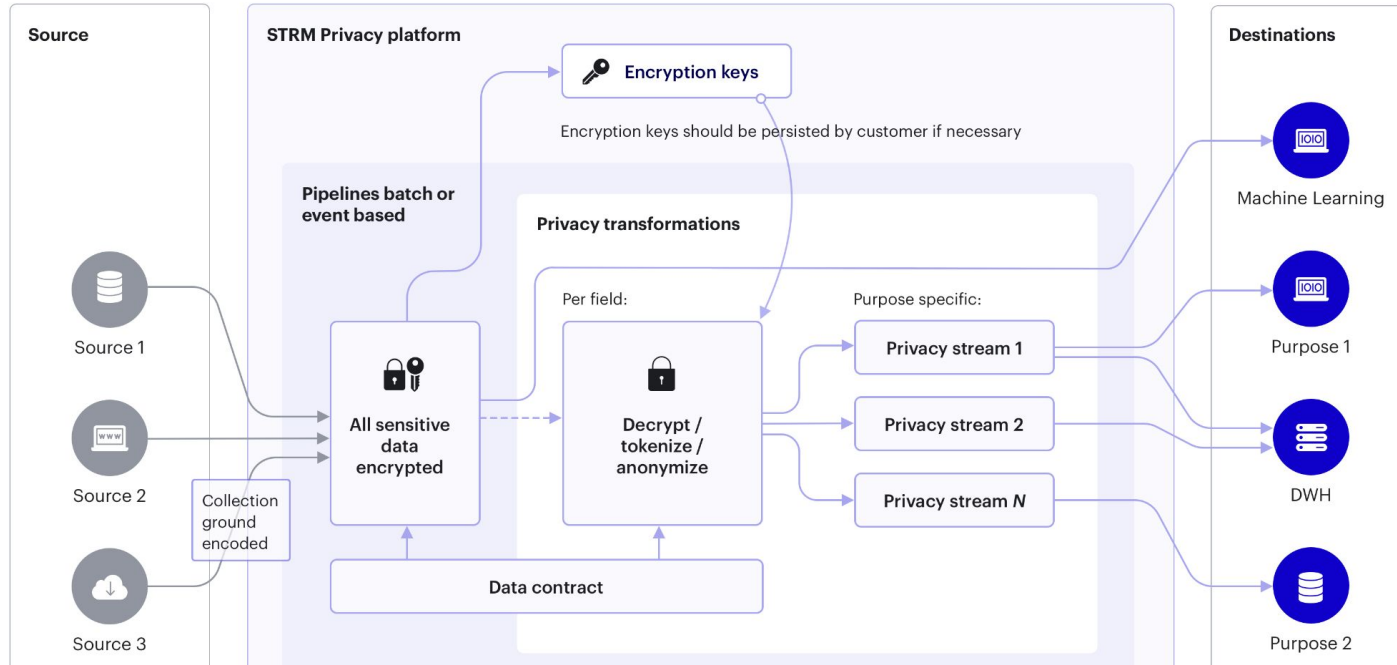 Source
STRM Privacy platform
Destinations
Encryption keys
Encryption keys should be persisted by customer if necessary
Pipelines batch or
event based
Privacy transformations
Per field:
Purpose specific:
Source 1
Source 2
Source 3
www
Collection
ground
encoded
All sensitive
data
encrypted
Decrypt /
tokenize /
anonymize
Privacy stream 1
Privacy stream 2
Privacy stream N
Data contract
IOIO
Machine Learning
IOIO
Purpose 1
DWH
Purpose 2